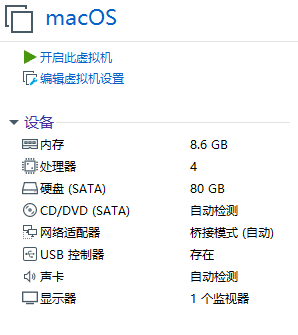 macOS
开启此虚拟机
编辑虚拟机设置
设备
内存 8.6 GB
处理器 4
硬盘 (SATA) 80 GB
CD/DVD (SATA) 自动检测
网络适配器 桥接模式 (自动)
USB 控制器 存在
声卡 自动检测
显示器 1 个监视器